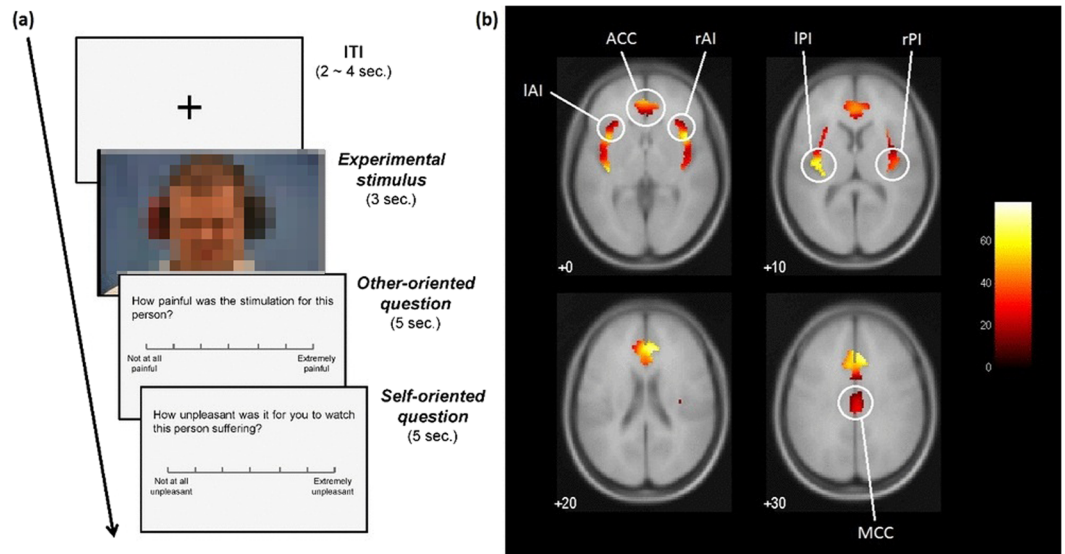 (a)
ITI
(2 ~ 4 sec.)
+
Experimental
stimulus
(3 sec.)
Other-oriented
question
(5 sec.)
How painful was the stimulation for this
person?
Not at all
painful
Extremely
painful
Self-oriented
question
(5 sec.)
How unpleasant was it for you to watch
this person suffering?
Not at all
unpleasant
Extremely
unpleasant
(b)
ACC
rAI
lAI
lPI
rPI
+0
+10
60
40
20
0
+20
+30
MCC